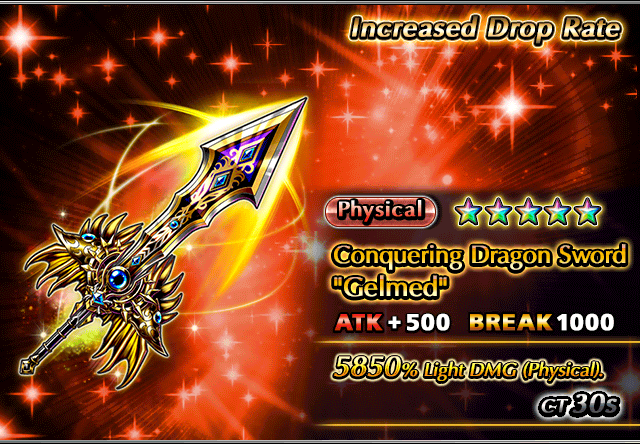 Increased Drop Rate
Physical
Conquering Dragon Sword
"Gelmed"
ATK +500 BREAK 1000
5850% Light DMG (Physical).
CT 30s